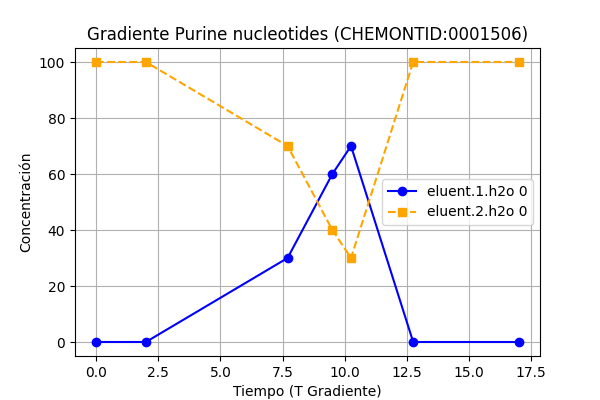 Gradiente Purine nucleotides (CHEMONTID:0001506)
100
80
60
40
20
0
Concentración
eluent.1.h2o 0
eluent.2.h2o 0
0.0 2.5 5.0 7.5 10.0 12.5 15.0 17.5
Tiempo (T Gradiente)